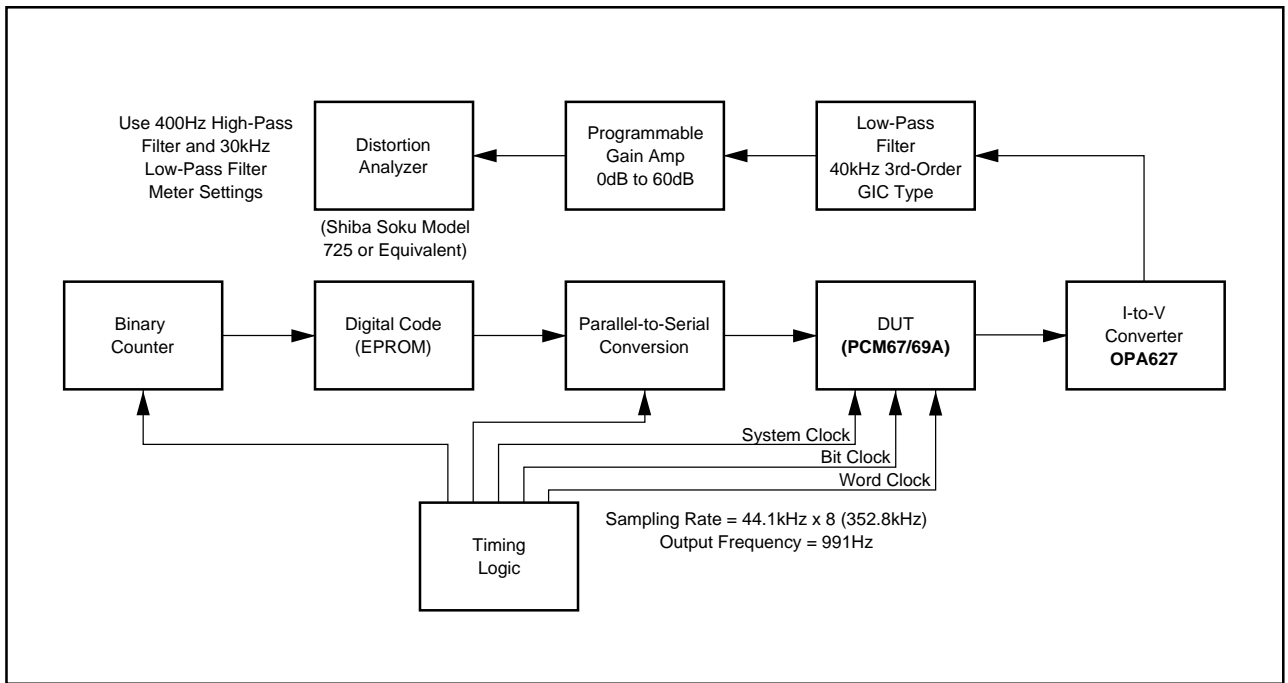 Use 400Hz High-Pass
Filter and 30kHz
Low-Pass Filter
Meter Settings
Distortion
Analyzer
(Shiba Soku Model
725 or Equivalent)
Programmable
Gain Amp
0dB to 60dB
Low-Pass
Filter
40kHz 3rd-Order
GIC Type
Binary
Counter
Digital Code
(EPROM)
Parallel-to-Serial
Conversion
DUT
(PCM67/69A)
I-to-V
Converter
OPA627
System Clock
Bit Clock
Word Clock
Timing
Logic
Sampling Rate = 44.1kHz x 8 (352.8kHz)
Output Frequency = 991Hz